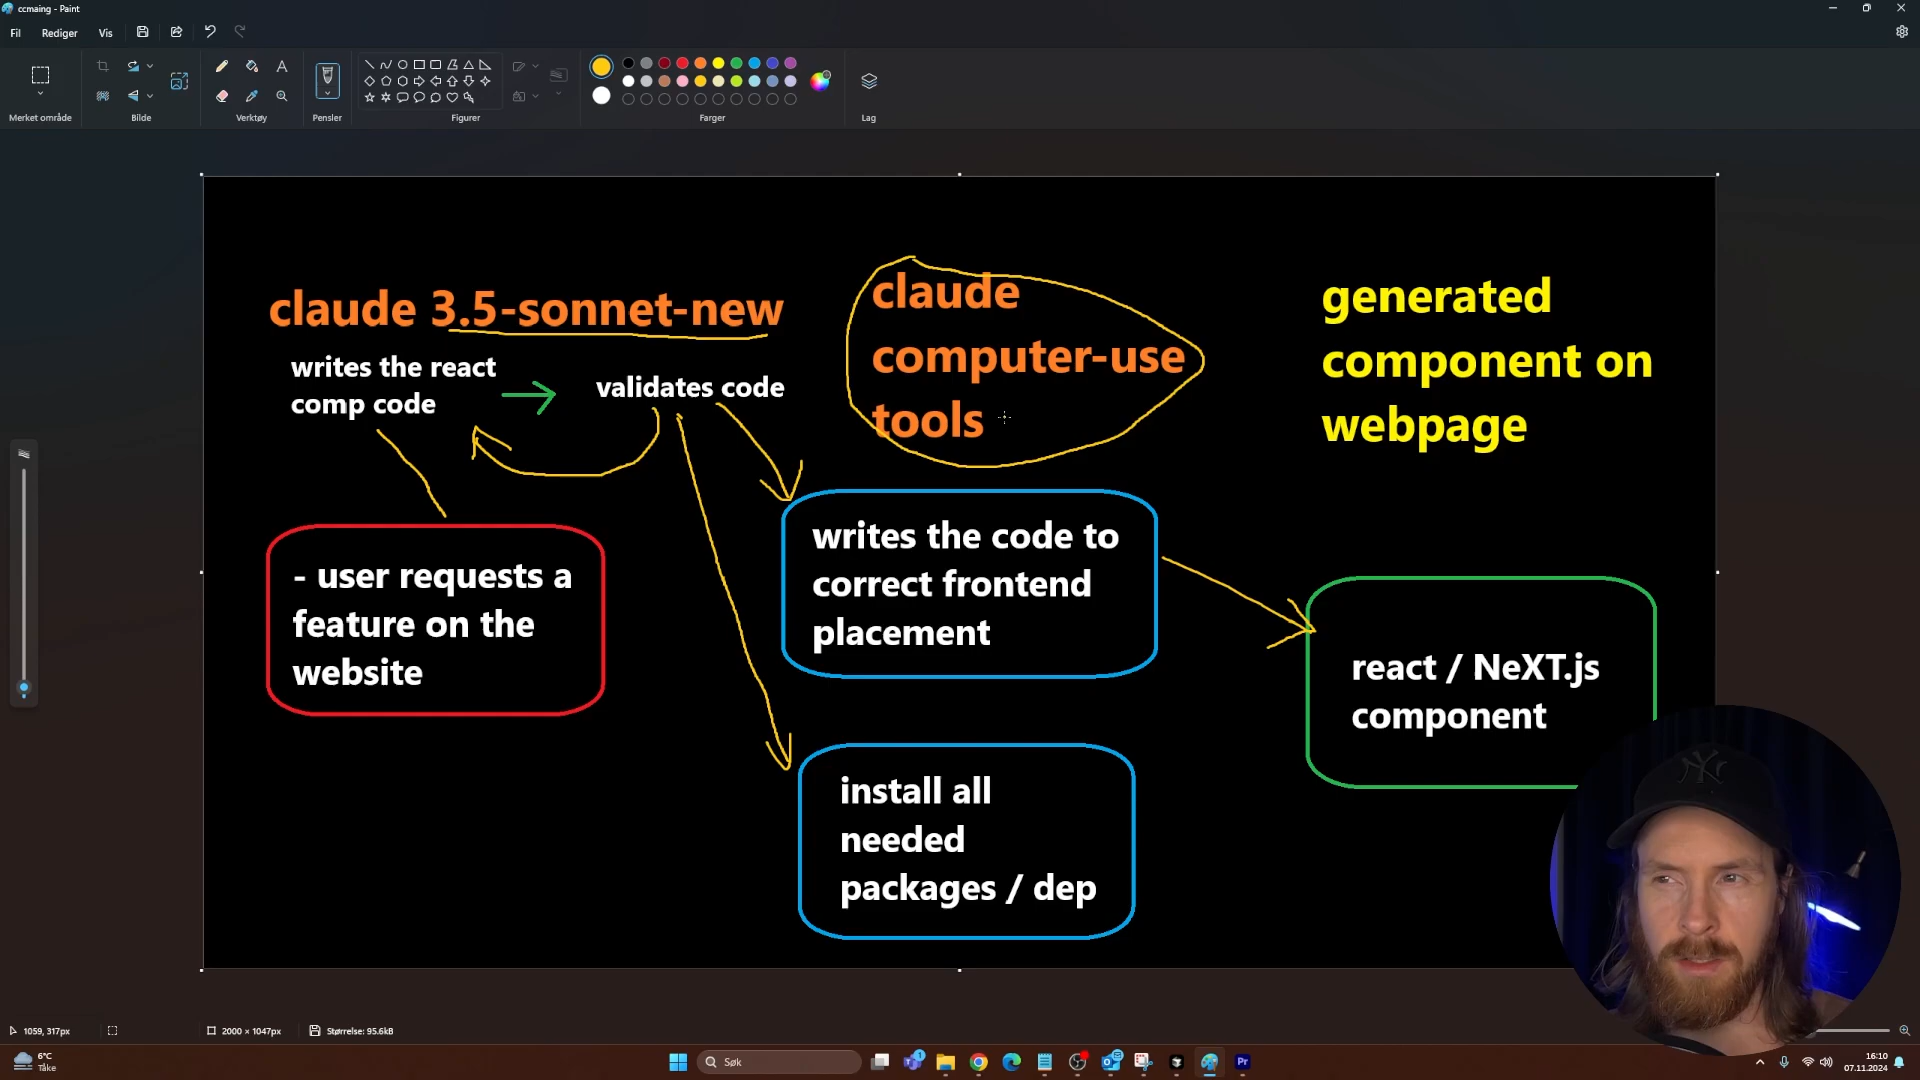 ccmaing - Paint
Fil
Rediger
Vis
Merket område
Bilde
Verktøy
Pensler
Figurer
Farger
Lag
claude 3.5-sonnet-new
writes the react
comp code
validates code
claude
computer-use
tools
generated
component on
webpage
- user requests a
feature on the
website
writes the code to
correct frontend
placement
install all
needed
packages / dep
react / NeXT.js
component
1059, 317px
2000 × 1047px
Størrelse: 95.6kB
6°C
Tåke
Søk
16:10
07.11.2024